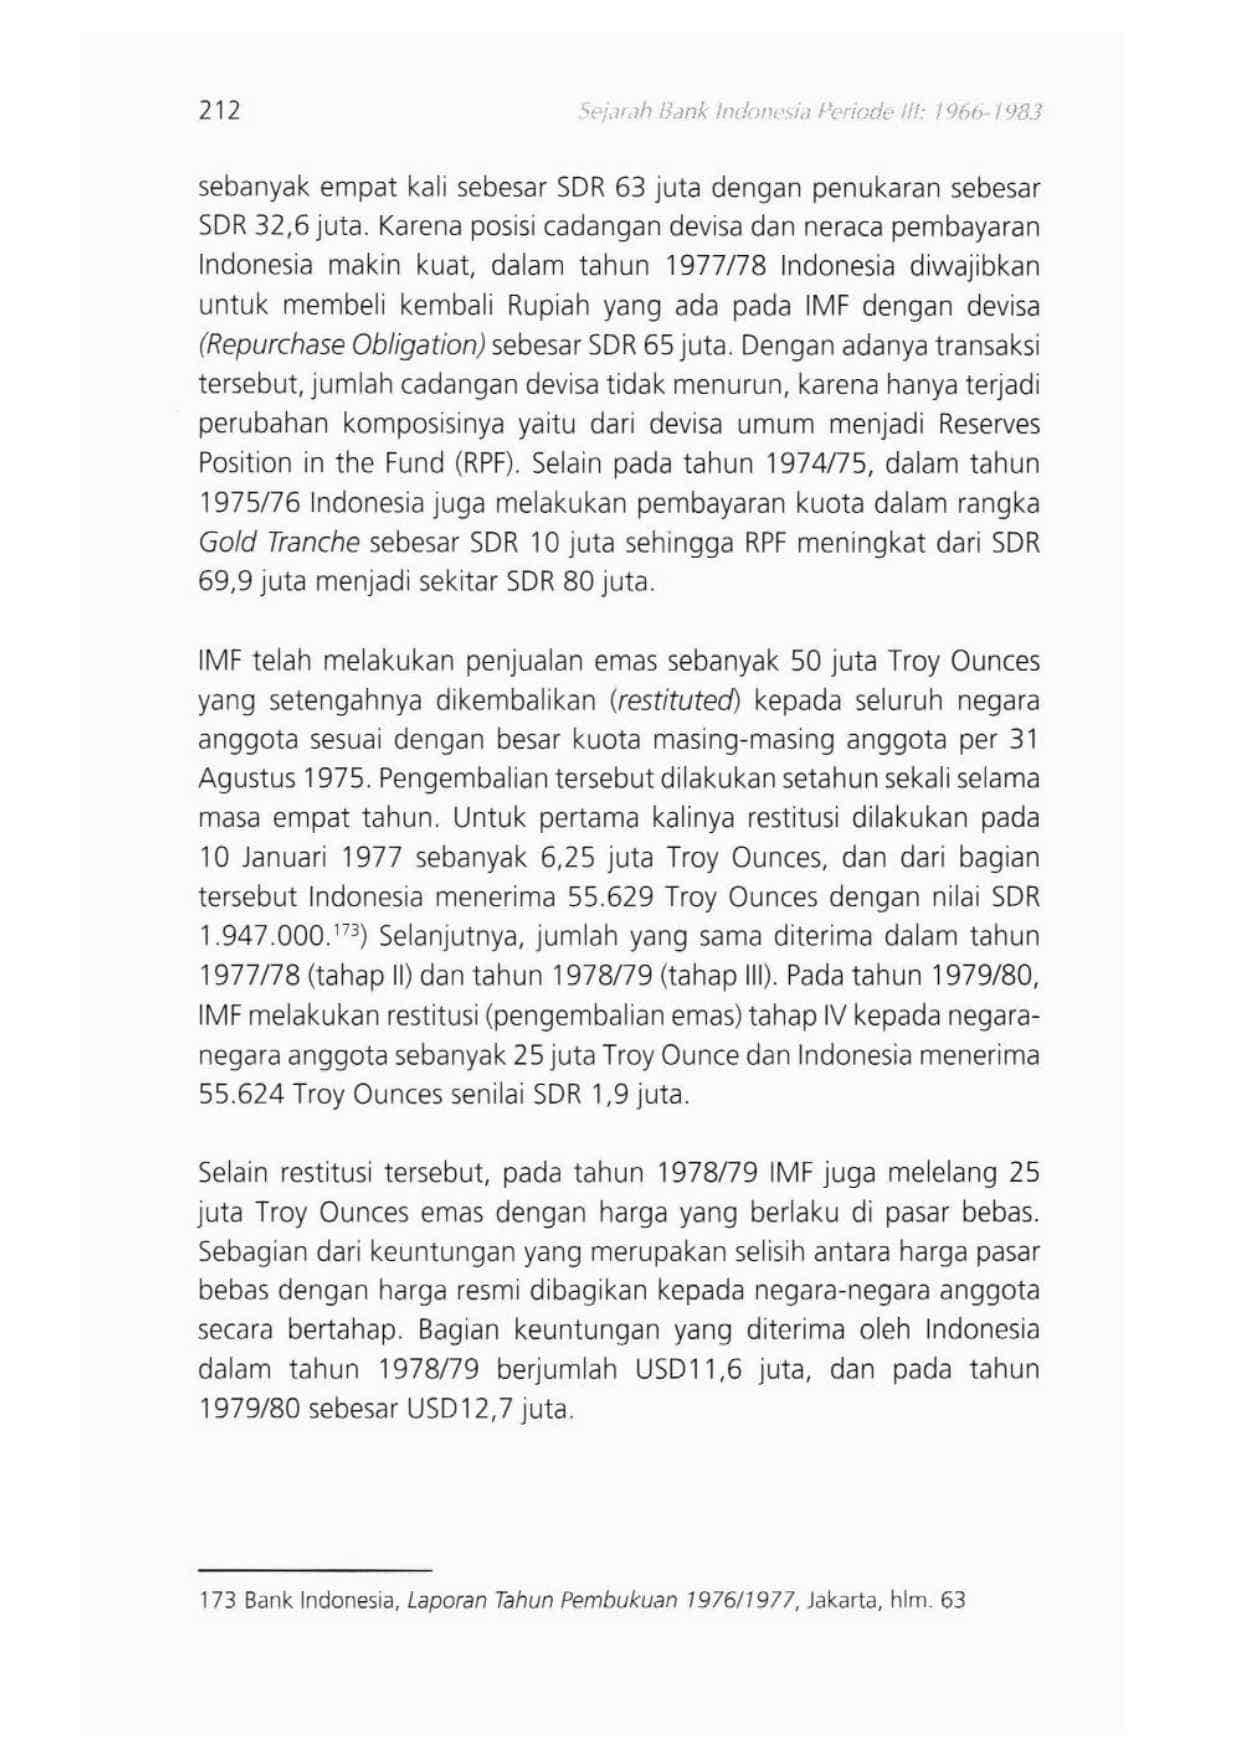 212
Sejarah Bank Indonesia Periode III: 1966-1983
sebanyak empat kali sebesar SDR 63 juta dengan penukaran sebesar
SDR 32,6 juta. Karena posisi cadangan devisa dan neraca pembayaran
Indonesia makin kuat, dalam tahun 1977/78 Indonesia diwajibkan
untuk membeli kembali Rupiah yang ada pada IMF dengan devisa
(Repurchase Obligation) sebesar SDR 65 juta. Dengan adanya transaksi
tersebut, jumlah cadangan devisa tidak menurun, karena hanya terjadi
perubahan komposisinya yaitu dari devisa umum menjadi Reserves
Position in the Fund (RPF). Selain pada tahun 1974/75, dalam tahun
1975/76 Indonesia juga melakukan pembayaran kuota dalam rangka
Gold Tranche sebesar SDR 10 juta sehingga RPF meningkat dari SDR
69,9 juta menjadi sekitar SDR 80 juta.
IMF telah melakukan penjualan emas sebanyak 50 juta Troy Ounces
yang setengahnya dikembalikan (restituted) kepada seluruh negara
anggota sesuai dengan besar kuota masing-masing anggota per 31
Agustus 1975. Pengembalian tersebut dilakukan setahun sekali selama
masa empat tahun. Untuk pertama kalinya restitusi dilakukan pada
10 Januari 1977 sebanyak 6,25 juta Troy Ounces, dan dari bagian
tersebut Indonesia menerima 55.629 Troy Ounces dengan nilai SDR
1.947.000.173) Selanjutnya, jumlah yang sama diterima dalam tahun
1977/78 (tahap II) dan tahun 1978/79 (tahap III). Pada tahun 1979/80,
IMF melakukan restitusi (pengembalian emas) tahap IV kepada negara-
negara anggota sebanyak 25 juta Troy Ounce dan Indonesia menerima
55.624 Troy Ounces senilai SDR 1,9 juta.
Selain restitusi tersebut, pada tahun 1978/79 IMF juga melelang 25
juta Troy Ounces emas dengan harga yang berlaku di pasar bebas.
Sebagian dari keuntungan yang merupakan selisih antara harga pasar
bebas dengan harga resmi dibagikan kepada negara-negara anggota
secara bertahap. Bagian keuntungan yang diterima oleh Indonesia
dalam tahun 1978/79 berjumlah USD11,6 juta, dan pada tahun
1979/80 sebesar USD12,7 juta.
173 Bank Indonesia, Laporan Tahun Pembukuan 1976/1977, Jakarta, hlm. 63